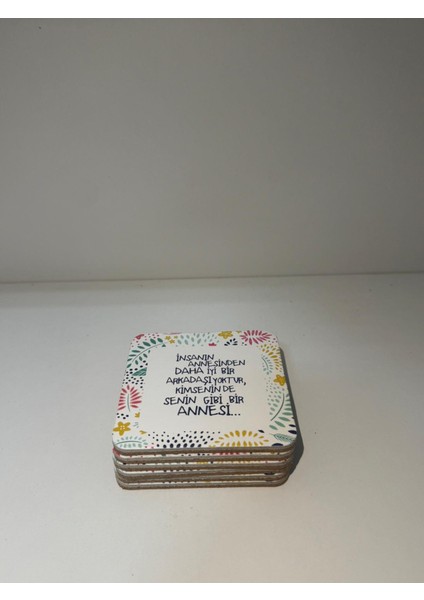 İNSANIN
ANNESİNDEN
DAHA İYİ BİR
ARKADAŞI YOKTUR,
KİMSENİN DE
SENİN GİBİ BİR
ANNESİ...